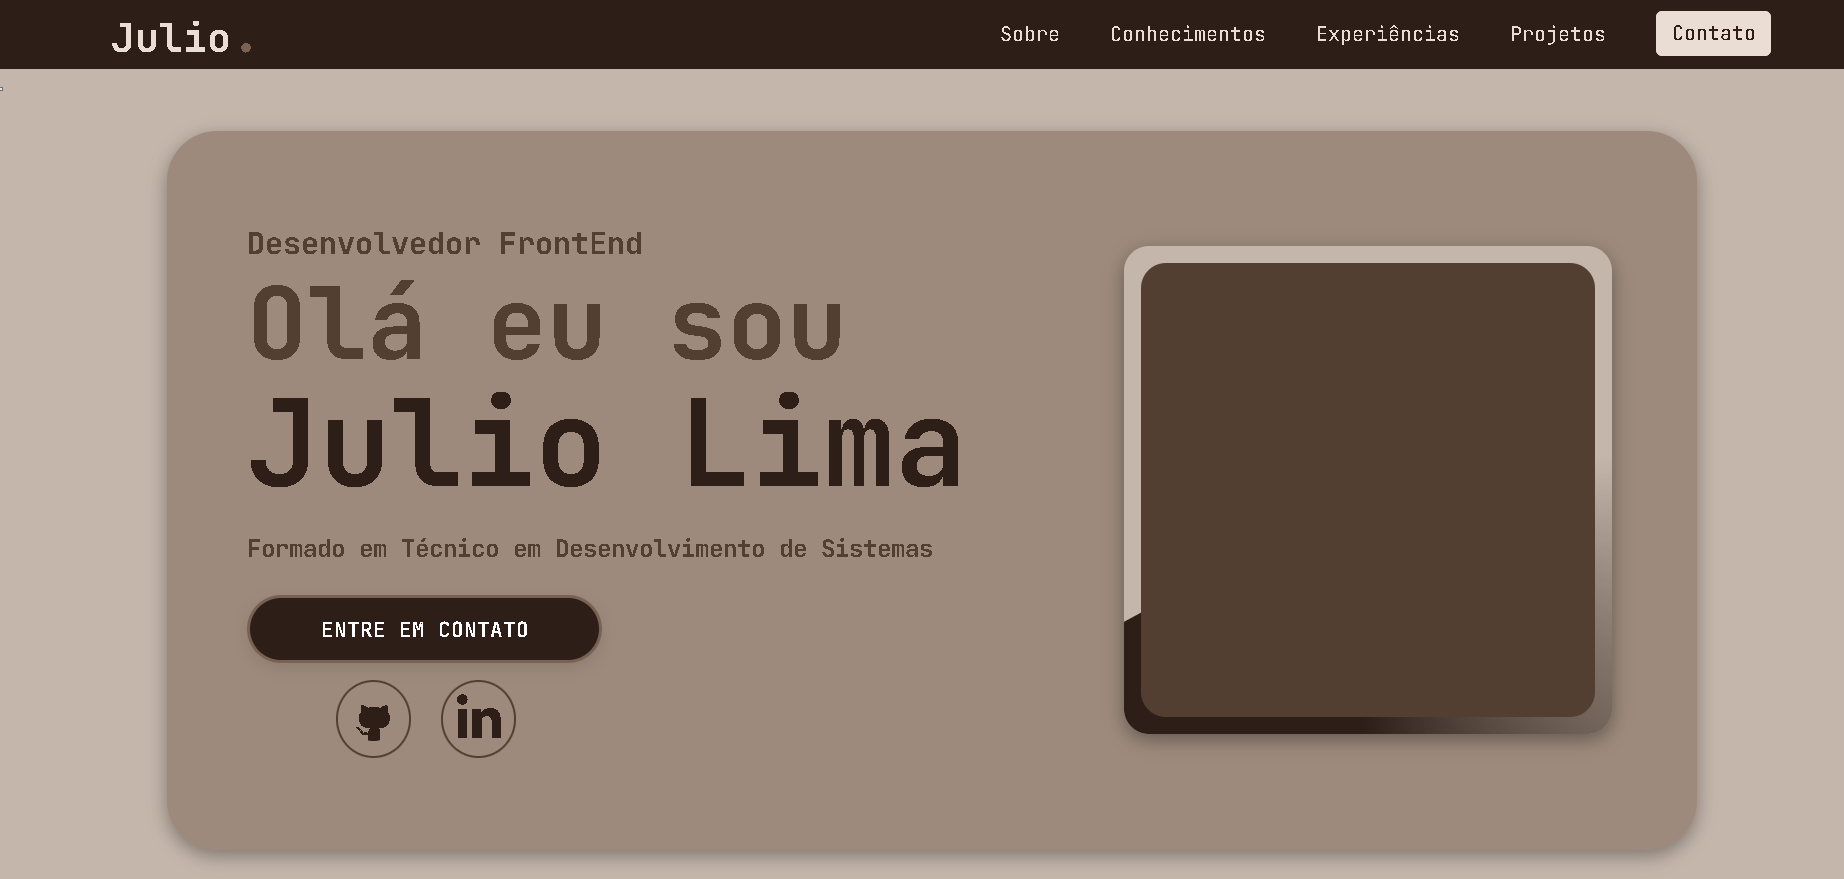 Julio.
Sobre Conhecimentos Experiências Projetos Contato
Desenvolvedor FrontEnd
Olá eu sou
Julio Lima
Formado em Técnico em Desenvolvimento de Sistemas
ENTRE EM CONTATO
in